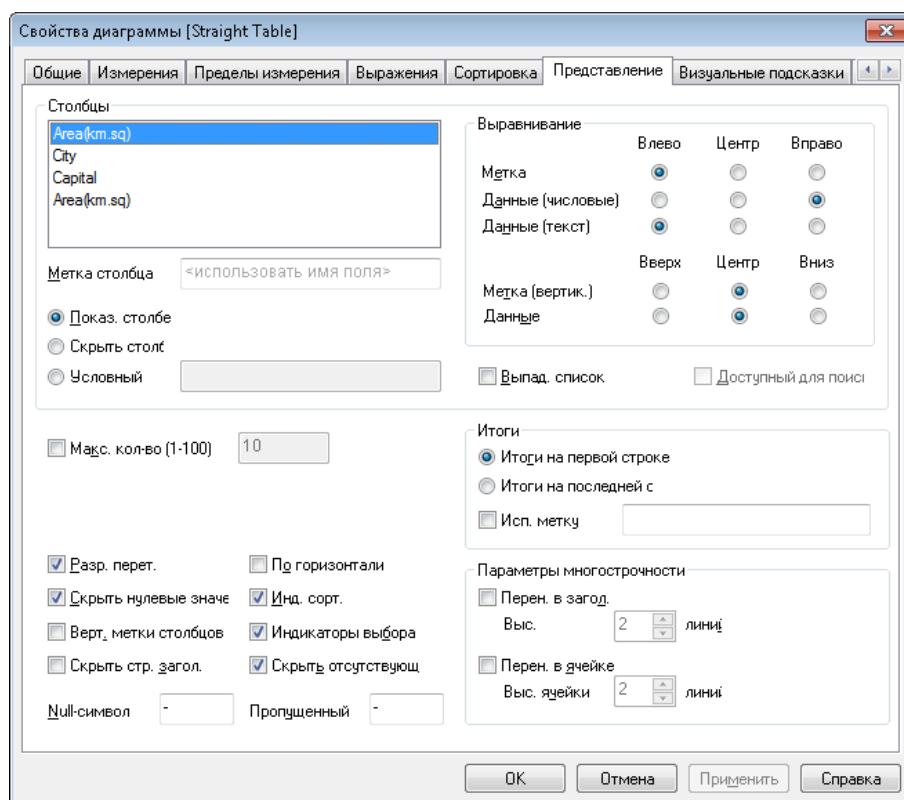 Свойства диаграммы [Straight Table]
Общие Измерения Пределы измерения Выражения Сортировка Представление Визуальные подсказки
Столбцы
Area(km.sq)
City
Capital
Area(km.sq)
Метка столбца <использовать имя поля>
Показ. столбе
Скрыть столб
Условный
Выравнивание
Влево Центр Вправо
Метка
Данные (числовые)
Данные (текст)
Вверх Центр Вниз
Метка (вертик.)
Данные
Выпад. список Доступный для поис
Макс. кол-во (1-100) 10
Итоги
Итоги на первой строке
Итоги на последней с
Исп. метку
Разр. перет. По горизонтали
Скрыть нулевые значе Инд. сорт.
Верт. метки столбцов Индикаторы выбора
Скрыть стр. загол. Скрыть отсутствующ
Null-символ - Пропущенный -
Параметры многострочности
Перен. в загол.
Выс. 2 лини
Перен. в ячейке
Выс. ячейки 2 лини
OK Отмена Применить Справка